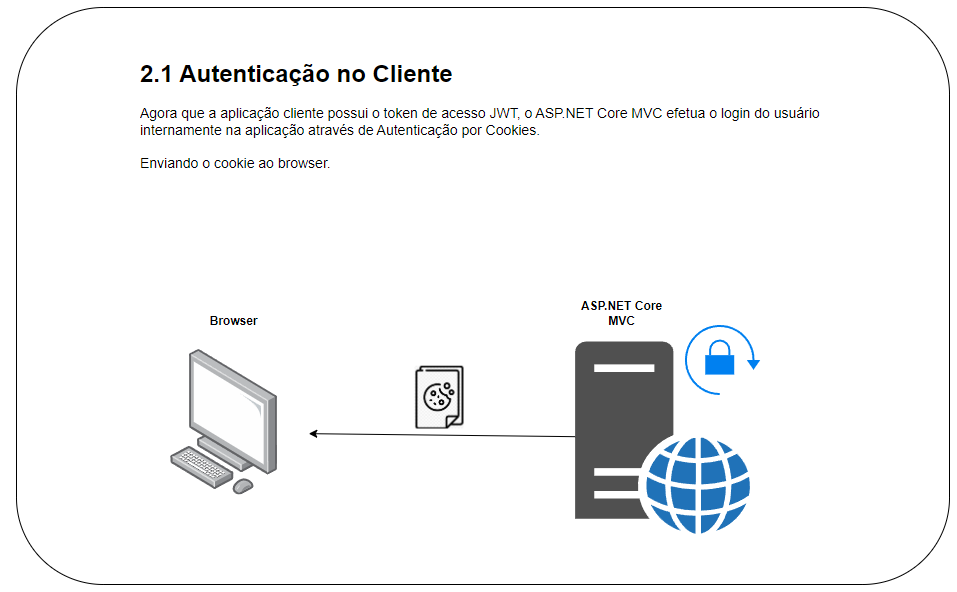 2.1 Autenticação no Cliente
Agora que a aplicação cliente possui o token de acesso JWT, o ASP.NET Core MVC efetua o login do usuário
internamente na aplicação através de Autenticação por Cookies.
Enviando o cookie ao browser.
ASP.NET Core
MVC
Browser